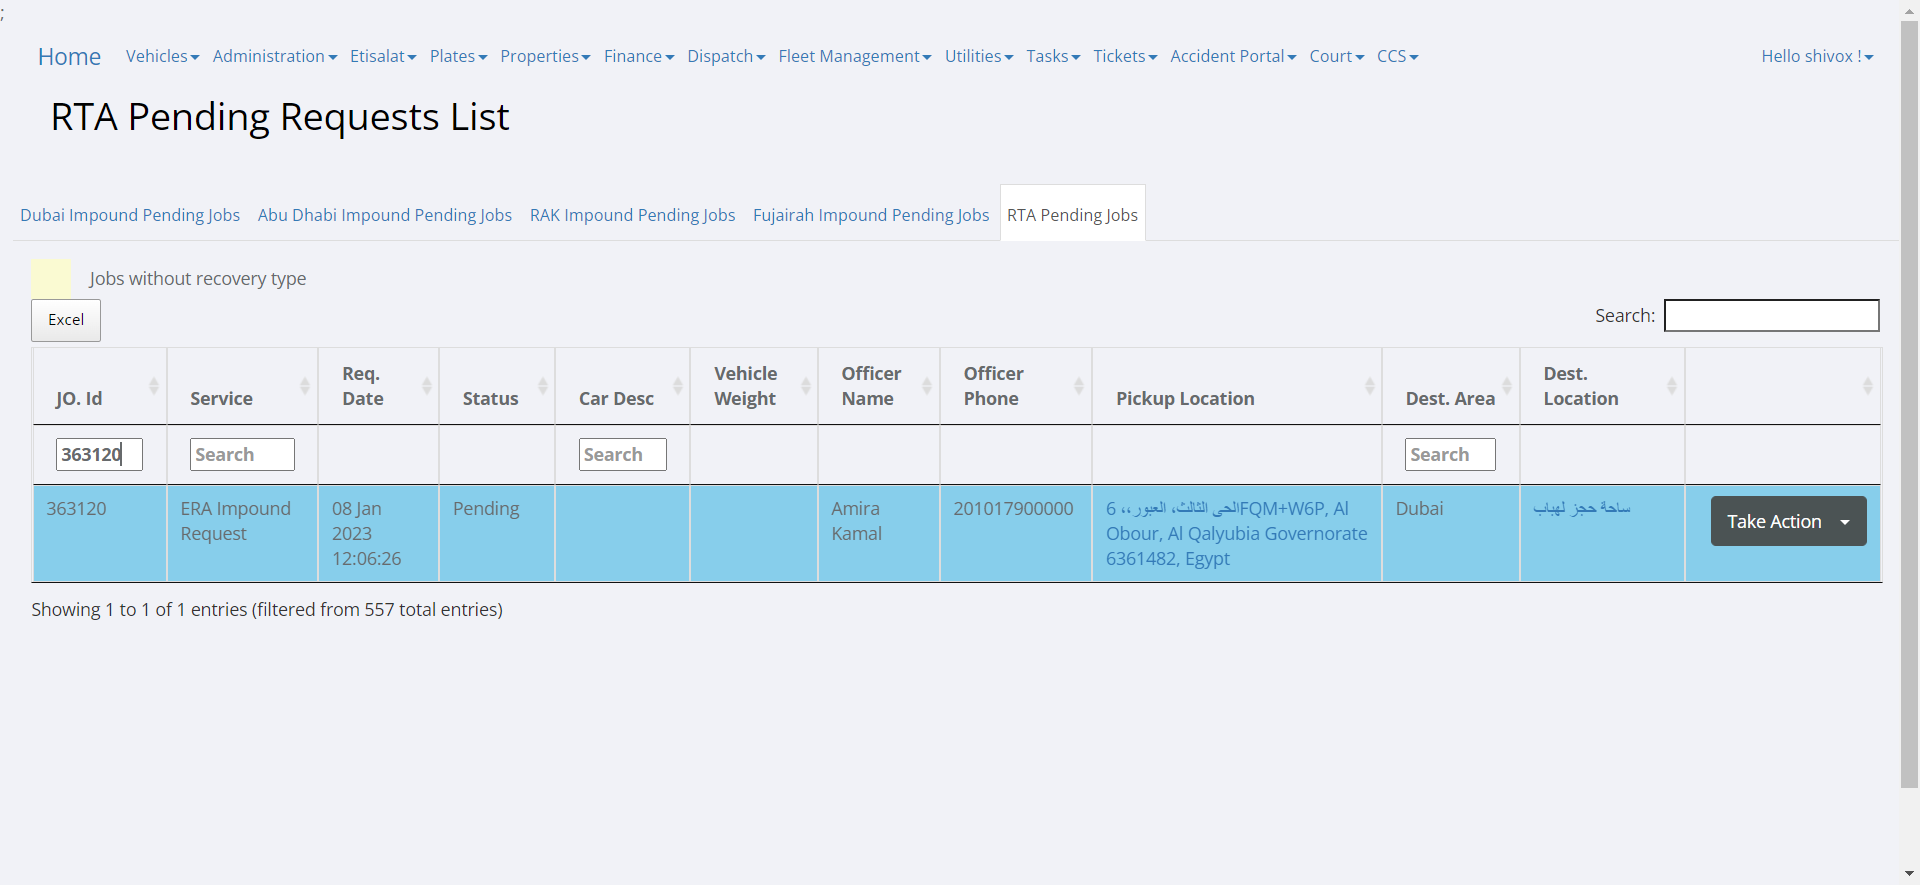 ;
Home Vehicles Administration Etisalat Plates Properties Finance Dispatch Fleet Management Utilities Tasks Tickets Accident Portal Court CCS Hello shivox !
RTA Pending Requests List
Dubai Impound Pending Jobs Abu Dhabi Impound Pending Jobs RAK Impound Pending Jobs Fujairah Impound Pending Jobs RTA Pending Jobs
Jobs without recovery type
Excel Search:
JO. Id Service Req. Date Status Car Desc Vehicle Weight Officer Name Officer Phone Pickup Location Dest. Area Dest. Location
363120 Search Search Search
363120 ERA Impound Request 08 Jan 2023 12:06:26 Pending Amira Kamal 201017900000 6 ،،الحى الثالث، العبورFQM+W6P, Al Obour, Al Qalyubia Governorate 6361482, Egypt Dubai ساحة حجز لهباب Take Action
Showing 1 to 1 of 1 entries (filtered from 557 total entries)